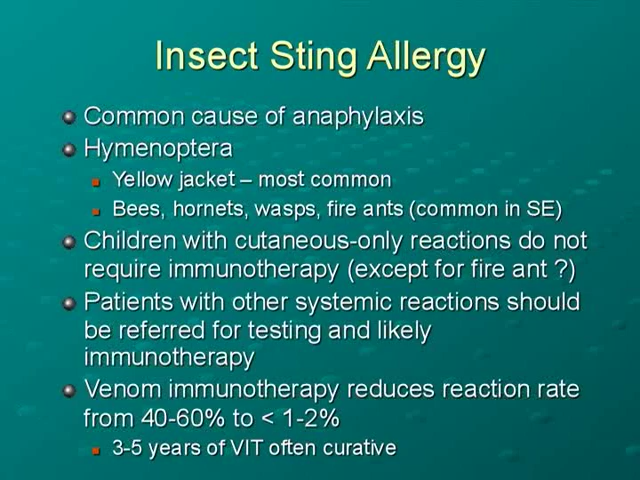 Insect Sting Allergy
Common cause of anaphylaxis
Hymenoptera
Yellow jacket – most common
Bees, hornets, wasps, fire ants (common in SE)
Children with cutaneous-only reactions do not
require immunotherapy (except for fire ant ?)
Patients with other systemic reactions should
be referred for testing and likely
immunotherapy
Venom immunotherapy reduces reaction rate
from 40-60% to < 1-2%
3-5 years of VIT often curative